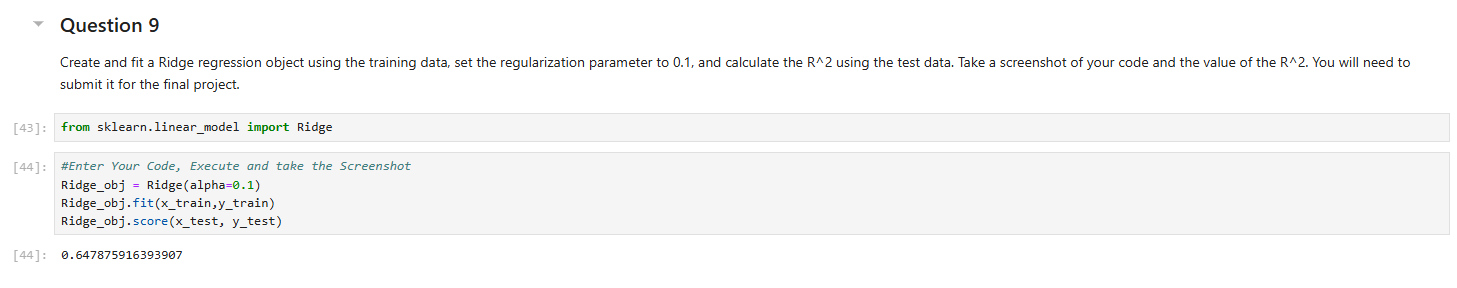 Question 9
Create and fit a Ridge regression object using the training data, set the regularization parameter to 0.1, and calculate the R^2 using the test data. Take a screenshot of your code and the value of the R^2. You will need to
submit it for the final project.
[43]: from sklearn.linear_model import Ridge
[44]: #Enter Your Code, Execute and take the Screenshot
Ridge_obj = Ridge(alpha=0.1)
Ridge_obj.fit(x_train,y_train)
Ridge_obj.score(x_test, y_test)
[44]: 0.647875916393907